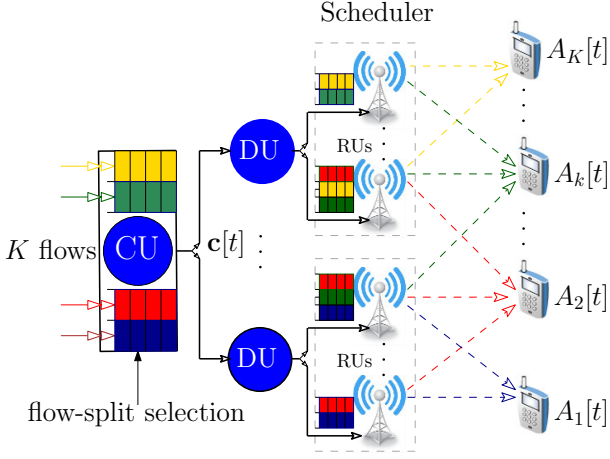 Scheduler
A_K[t]
DU
RUs
A_k[t]
K flows
CU
c[t]
A_2[t]
DU
RUs
A_1[t]
flow-split selection